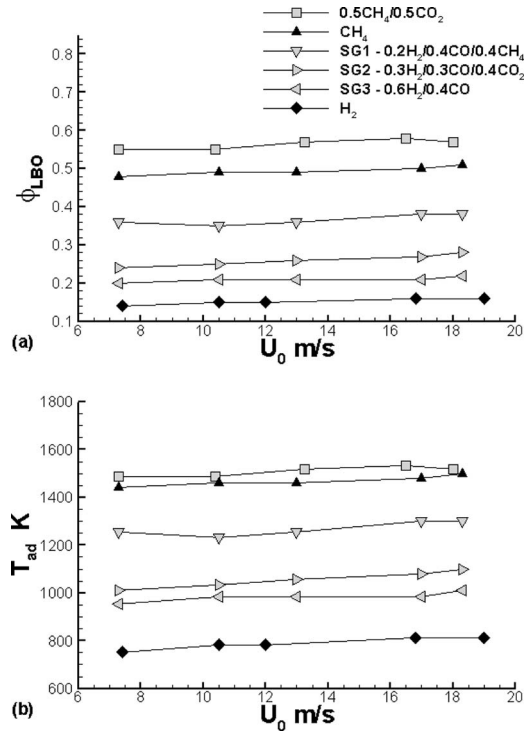 0.5CH₄/0.5CO₂
CH₄
SG1 - 0.2H₂/0.4CO/0.4CH₄
SG2 - 0.3H₂/0.3CO/0.4CO₂
SG3 - 0.6H₂/0.4CO
H₂
0.8
0.7
0.6
0.5
0.4
0.3
0.2
0.1
ϕLBO
6 8 10 12 14 16 18 20
(a)
U₀ m/s
1800
1600
1400
1200
1000
800
600
Tad K
6 8 10 12 14 16 18 20
(b)
U₀ m/s